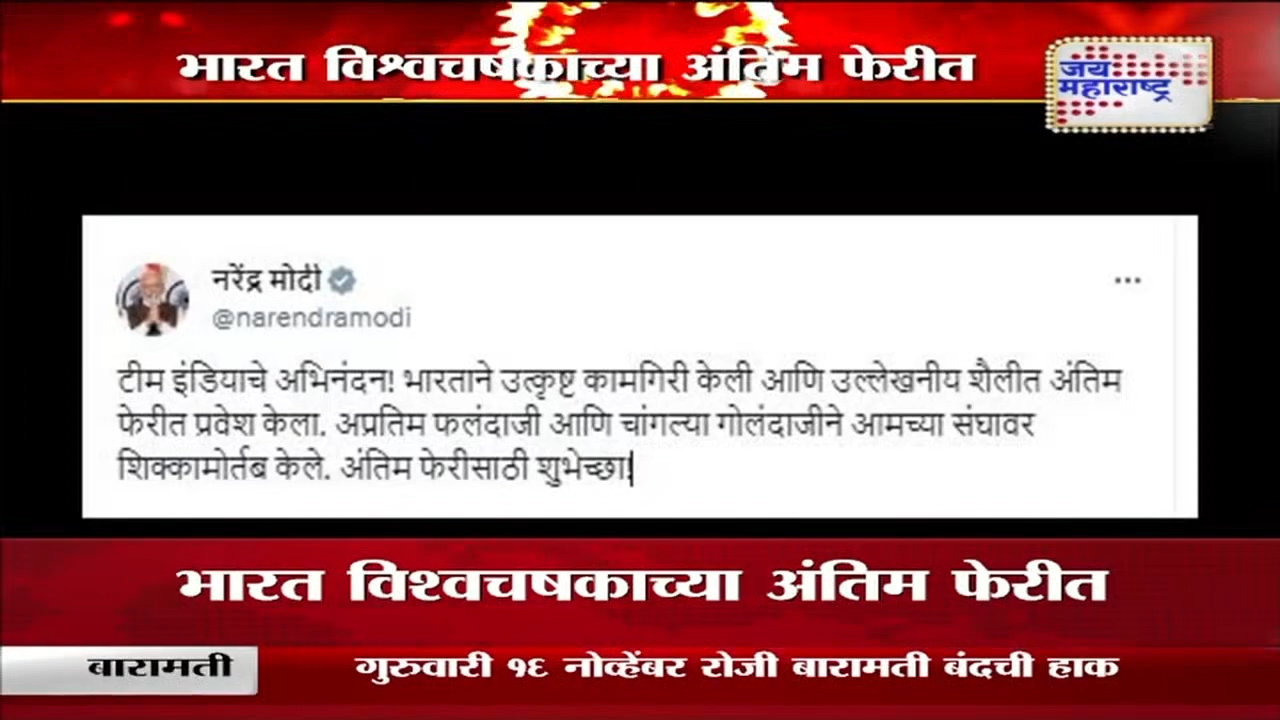 भारत विश्वचषकाच्या अंतिम फेरीत
जय
महाराष्ट्र
नरेंद्र मोदी
@narendramodi
टीम इंडियाचे अभिनंदन! भारताने उत्कृष्ट कामगिरी केली आणि उल्लेखनीय शैलीत अंतिम
फेरीत प्रवेश केला. अप्रतिम फलंदाजी आणि चांगल्या गोलंदाजीने आमच्या संघावर
शिक्कामोर्तब केले. अंतिम फेरीसाठी शुभेच्छा!
भारत विश्वचषकाच्या अंतिम फेरीत
बारामती
गुरुवारी १६ नोव्हेंबर रोजी बारामती बंदची हाक